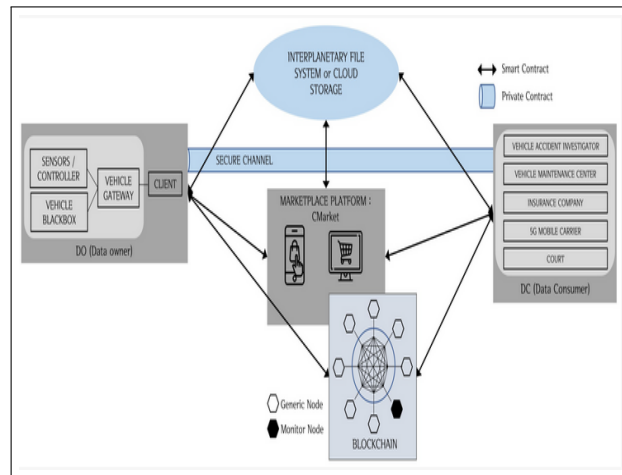 INTERPLANETARY FILE
SYSTEM or CLOUD
STORAGE
Smart Contract
Private Contract
SECURE CHANNEL
SENSORS /
CONTROLLER
VEHICLE
BLACKBOX
VEHICLE
GATEWAY
CLIENT
DO (Data owner)
MARKETPLACE PLATFORM :
CMarket
VEHICLE ACCIDENT INVESTIGATOR
VEHICLE MAINTENANCE CENTER
INSURANCE COMPANY
5G MOBILE CARRIER
COURT
DC (Data Consumer)
Generic Node
Monitor Node
BLOCKCHAIN